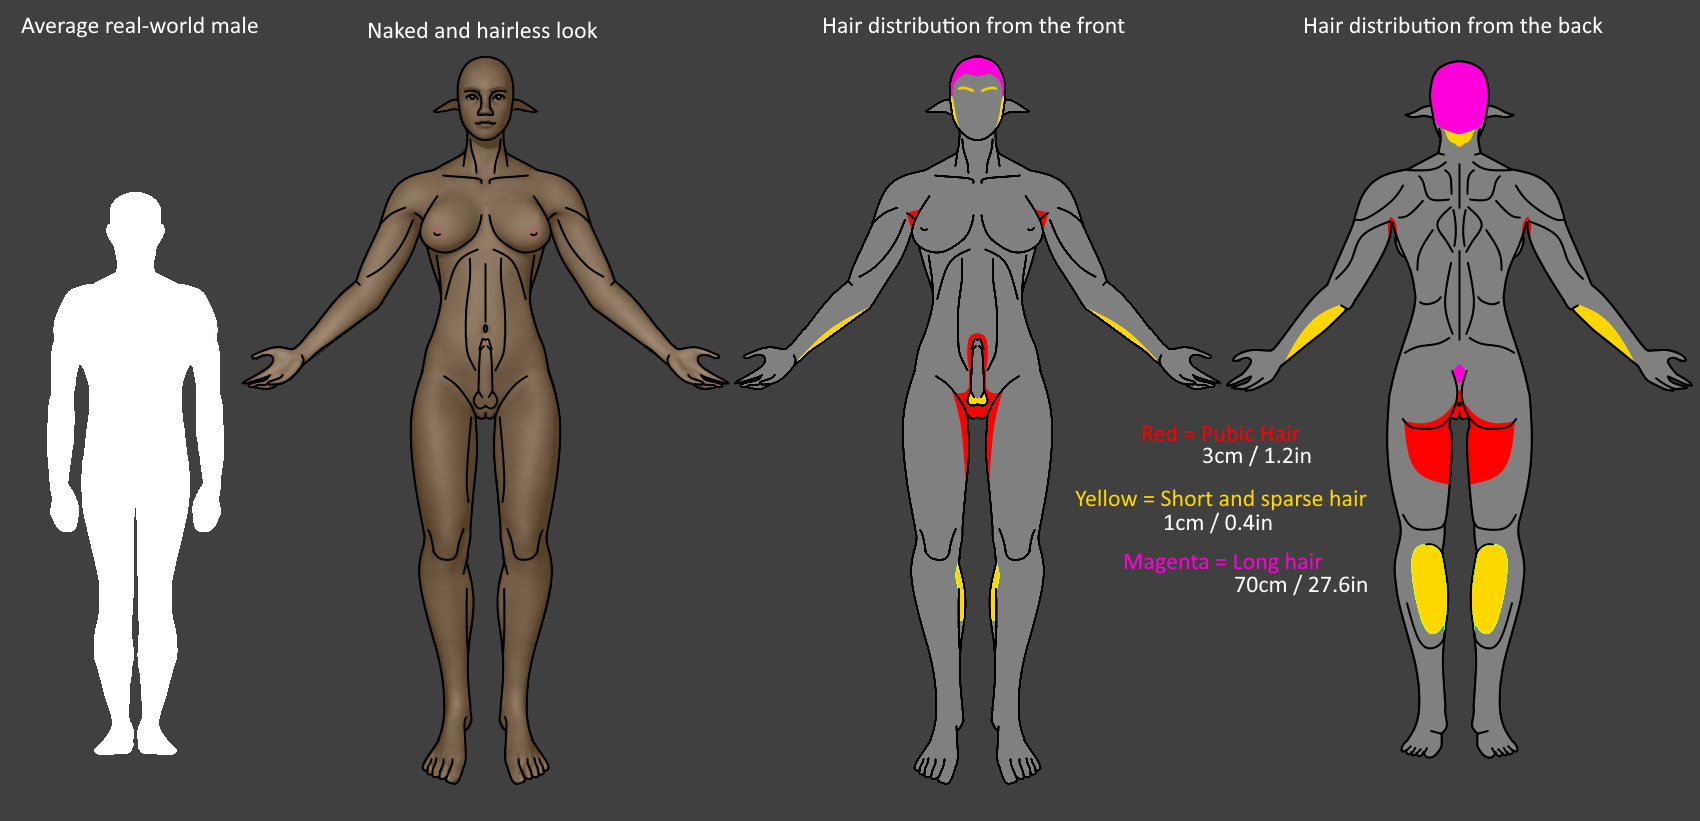 Average real-world male
Naked and hairless look
Hair distribution from the front
Hair distribution from the back
Red = Pubic Hair
3cm / 1.2in
Yellow = Short and sparse hair
1cm / 0.4in
Magenta = Long hair
70cm / 27.6in